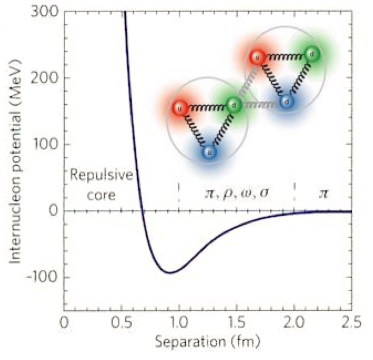 300
200
100
0
-100
Internucleon potential (MeV)
Repulsive
core
π, ρ, ω, σ
π
0
0.5
1.0
1.5
2.0
2.5
Separation (fm)